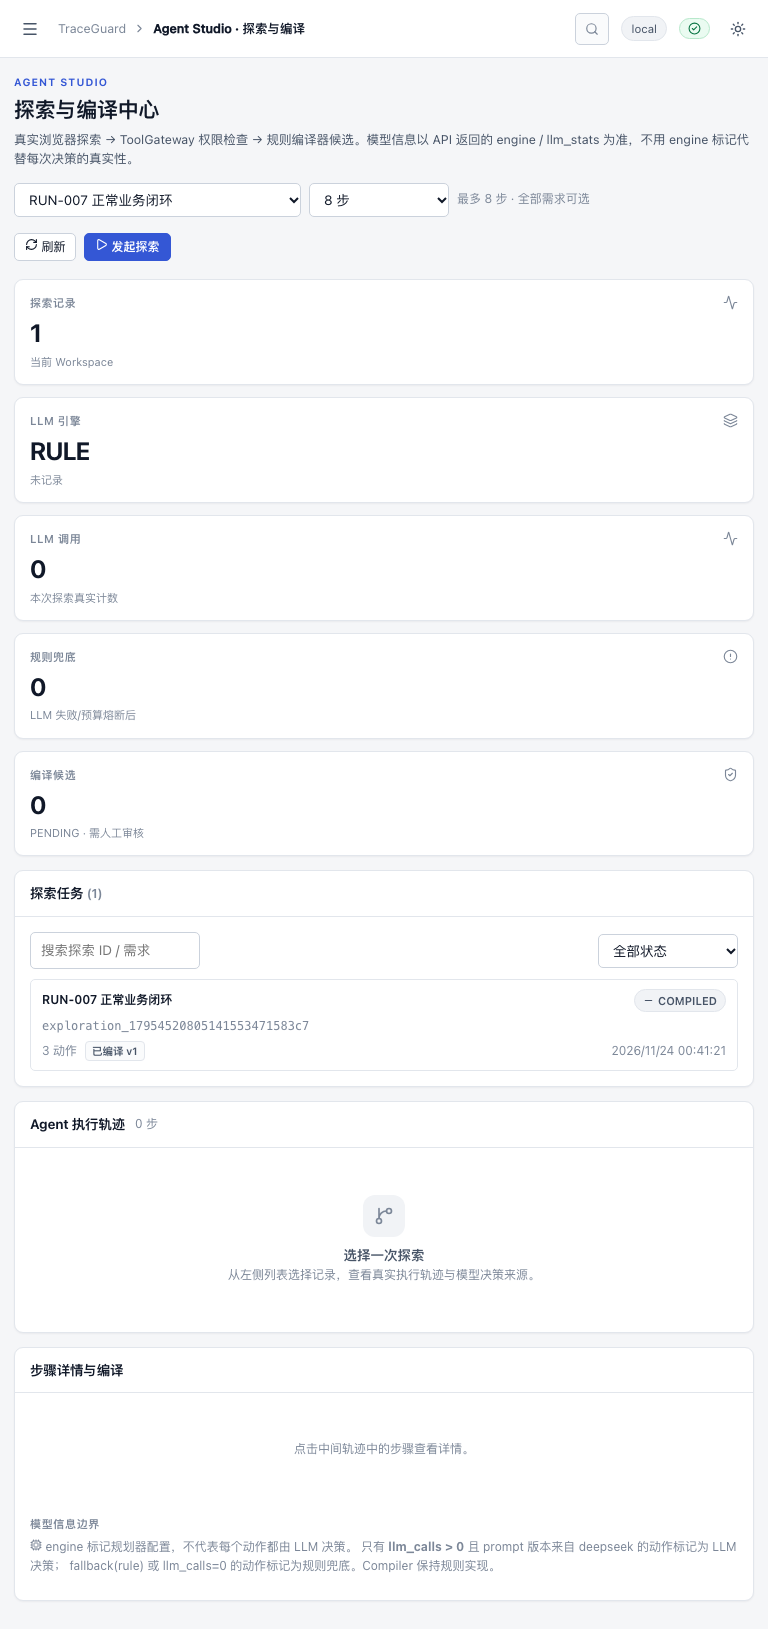 TraceGuard > Agent Studio · 探索与编译
local
AGENT STUDIO
探索与编译中心
真实浏览器探索 → ToolGateway 权限检查 → 规则编译器候选。模型信息以 API 返回的 engine / llm_stats 为准，不用 engine 标记代
替每次决策的真实性。
RUN-007 正常业务闭环
8 步
最多 8 步 · 全部需求可选
刷新
发起探索
探索记录
1
当前 Workspace
LLM 引擎
RULE
未记录
LLM 调用
0
本次探索真实计数
规则兜底
0
LLM 失败/预算熔断后
编译候选
0
PENDING · 需人工审核
探索任务 (1)
搜索探索 ID / 需求
全部状态
RUN-007 正常业务闭环
COMPILED
exploration_17954520805141553471583c7
3 动作
已编译 v1
2026/11/24 00:41:21
Agent 执行轨迹
0 步
选择一次探索
从左侧列表选择记录，查看真实执行轨迹与模型决策来源。
步骤详情与编译
点击中间轨迹中的步骤查看详情。
模型信息边界
engine 标记规划器配置，不代表每个动作都由 LLM 决策。 只有 llm_calls > 0 且 prompt 版本来自 deepseek 的动作标记为 LLM
决策； fallback(rule) 或 llm_calls=0 的动作标记为规则兜底。Compiler 保持规则实现。